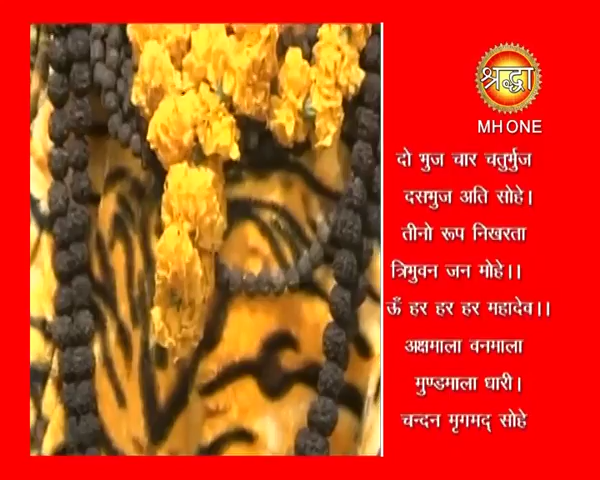 श्रद्धा
MH ONE
दो भुज चार चतुर्भुज
दसभुज अति सोहे।
तीनो रूप निखरता
त्रिभुवन जन मोहे।।
ऊँ हर हर हर महादेव।।
अक्षमाला वनमाला
मुण्डमाला धारी।
चन्दन मृगमद् सोहे